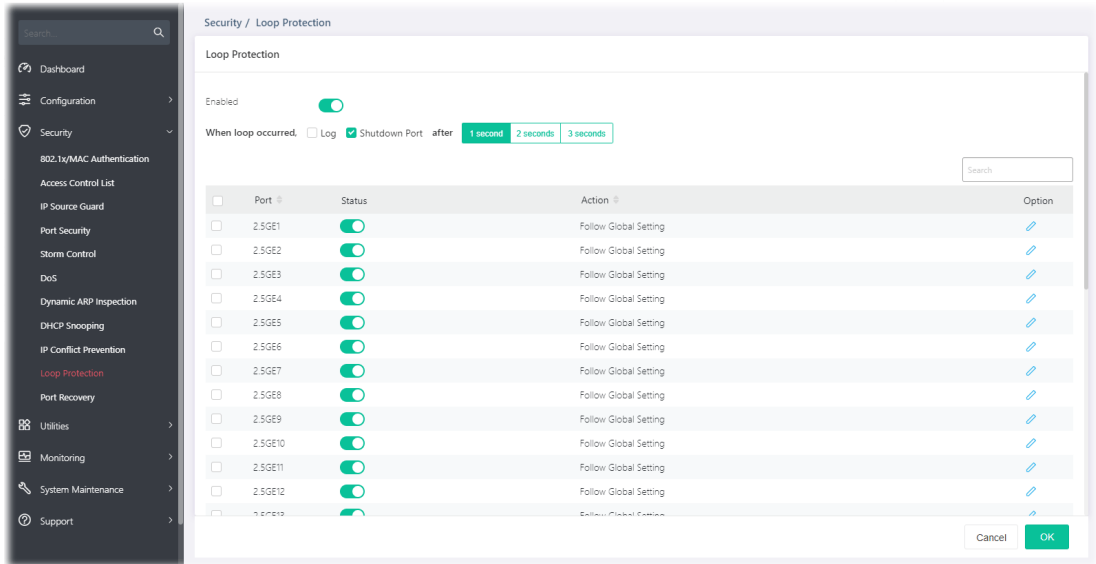 Search...
Dashboard
Configuration
Security
802.1x/MAC Authentication
Access Control List
IP Source Guard
Port Security
Storm Control
DoS
Dynamic ARP Inspection
DHCP Snooping
IP Conflict Prevention
Loop Protection
Port Recovery
Utilities
Monitoring
System Maintenance
Support
Security / Loop Protection
Loop Protection
Enabled
When loop occurred, Log Shutdown Port after 1 second 2 seconds 3 seconds
Search
Port Status Action Option
2.5GE1 Follow Global Setting
2.5GE2 Follow Global Setting
2.5GE3 Follow Global Setting
2.5GE4 Follow Global Setting
2.5GE5 Follow Global Setting
2.5GE6 Follow Global Setting
2.5GE7 Follow Global Setting
2.5GE8 Follow Global Setting
2.5GE9 Follow Global Setting
2.5GE10 Follow Global Setting
2.5GE11 Follow Global Setting
2.5GE12 Follow Global Setting
2.5GE13 Follow Global Setting
Cancel OK